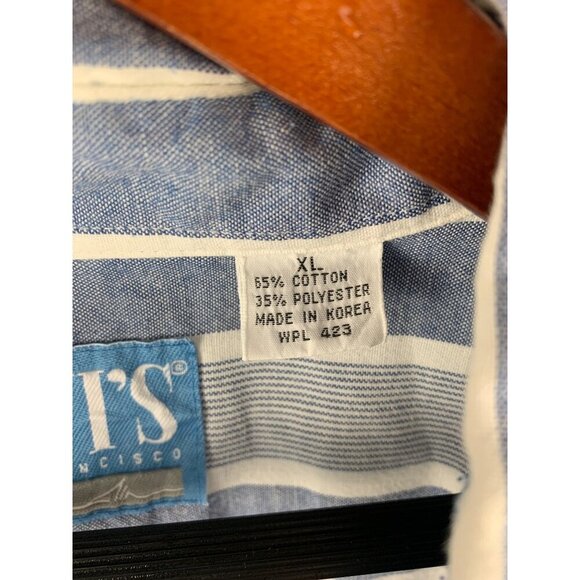 XL
65% COTTON
35% POLYESTER
MADE IN KOREA
WPL 423
I'S®
NCISCO